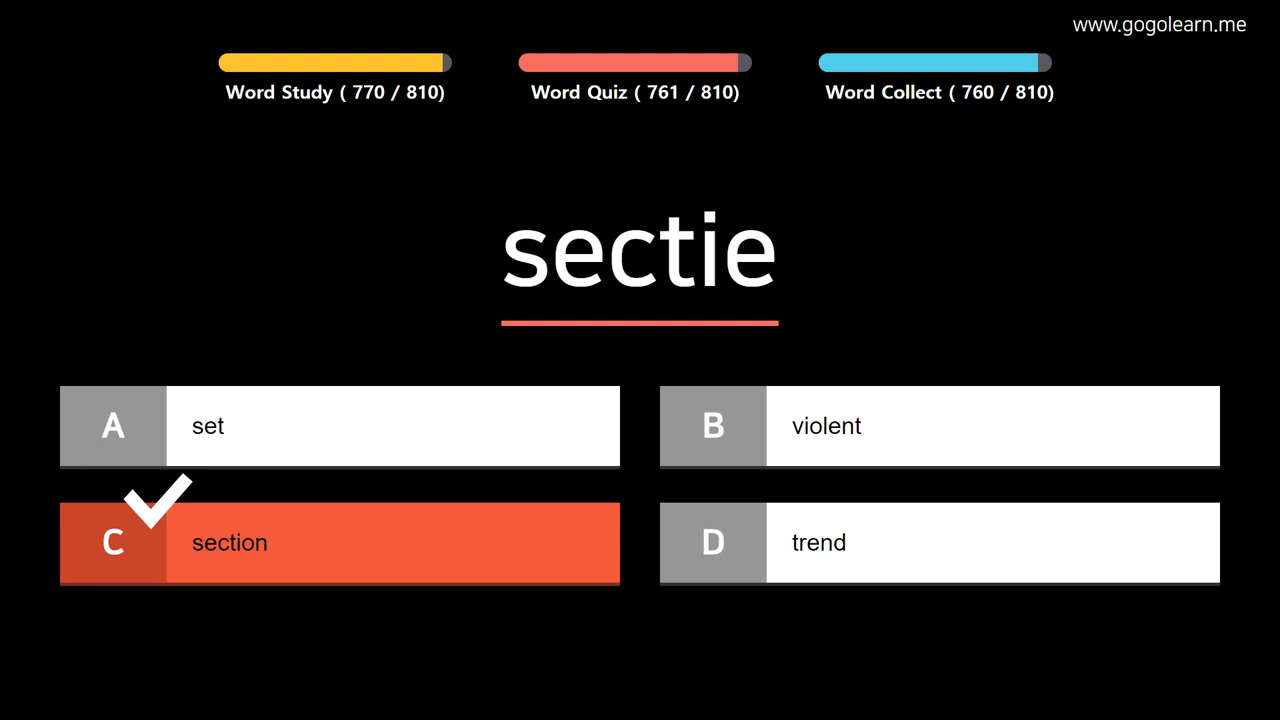 www.gogolearn.me
Word Study ( 770 / 810)
Word Quiz ( 761 / 810)
Word Collect ( 760 / 810)
sectie
A set
B violent
C section
D trend